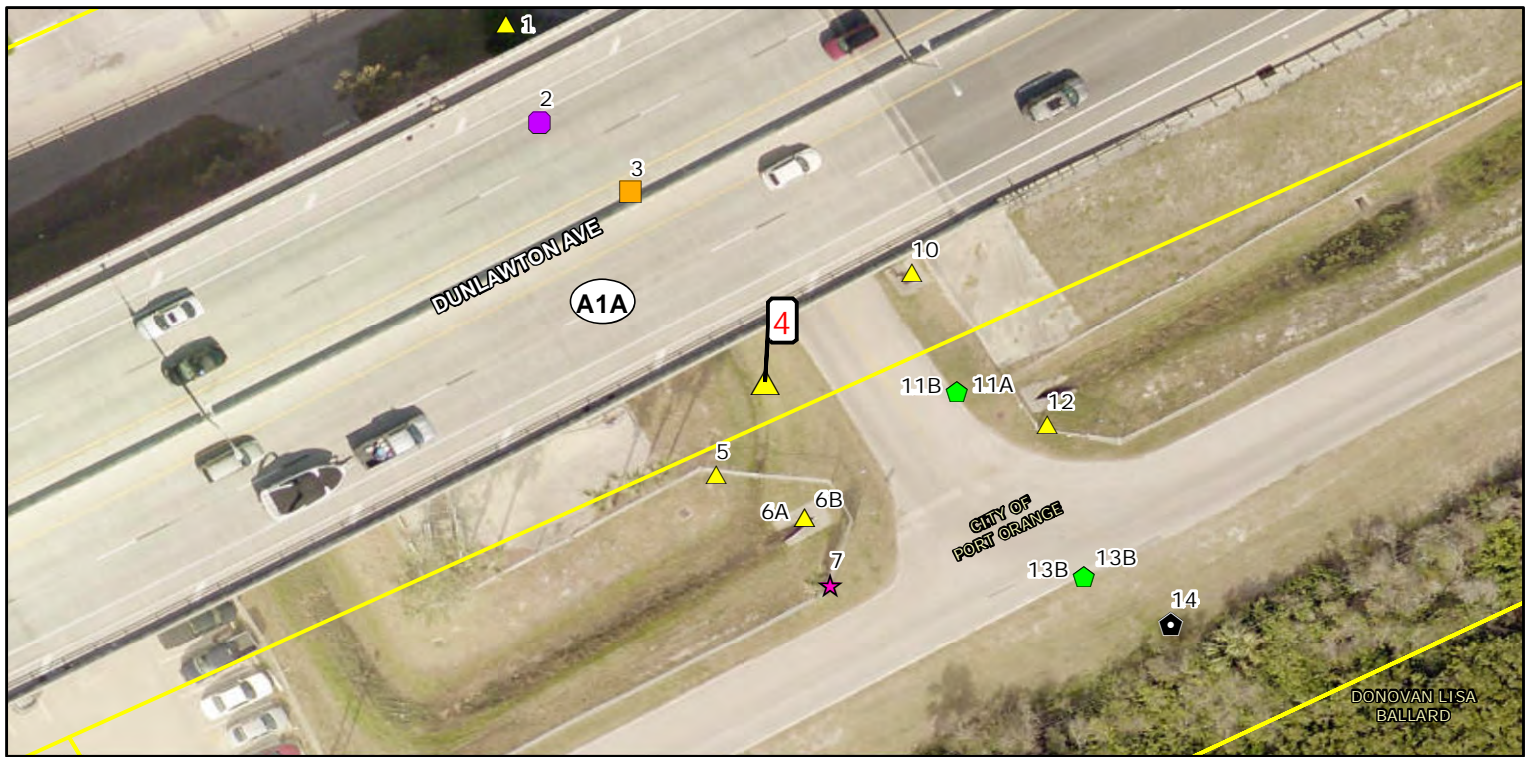 1
2
3
DUNLAWTON AVE
A1A
4
10
11B 11A
12
5
6A 6B
7
CITY OF
PORT ORANGE
13B 13B
14
DONOVAN LISA
BALLARD